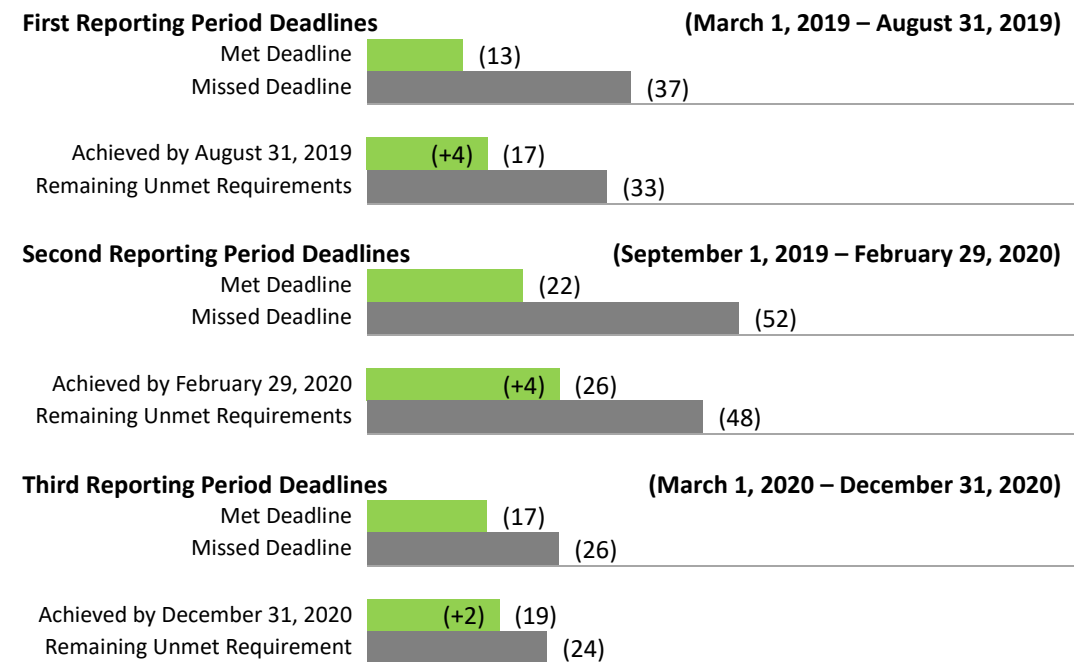 First Reporting Period Deadlines (March 1, 2019 – August 31, 2019)
Met Deadline (13)
Missed Deadline (37)
Achieved by August 31, 2019 (+4) (17)
Remaining Unmet Requirements (33)
Second Reporting Period Deadlines (September 1, 2019 – February 29, 2020)
Met Deadline (22)
Missed Deadline (52)
Achieved by February 29, 2020 (+4) (26)
Remaining Unmet Requirements (48)
Third Reporting Period Deadlines (March 1, 2020 – December 31, 2020)
Met Deadline (17)
Missed Deadline (26)
Achieved by December 31, 2020 (+2) (19)
Remaining Unmet Requirement (24)